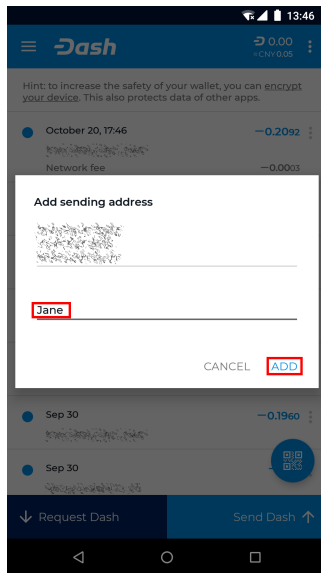 13:46
Dash
0.00
≈CNY 0.05
Hint: to increase the safety of your wallet, you can encrypt
your device. This also protects data of other apps.
October 20, 17:46
−0.2092
Network fee
−0.0003
Add sending address
Jane
CANCEL
ADD
Sep 30
−0.1960
Sep 30
Request Dash
Send Dash